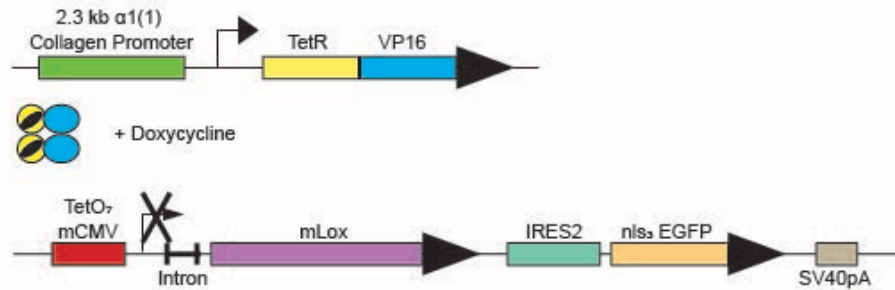 2.3 kb α1(1)
Collagen Promoter
TetR
VP16
+ Doxycycline
TetO₇
mCMV
Intron
mLox
IRES2
nls₃ EGFP
SV40pA